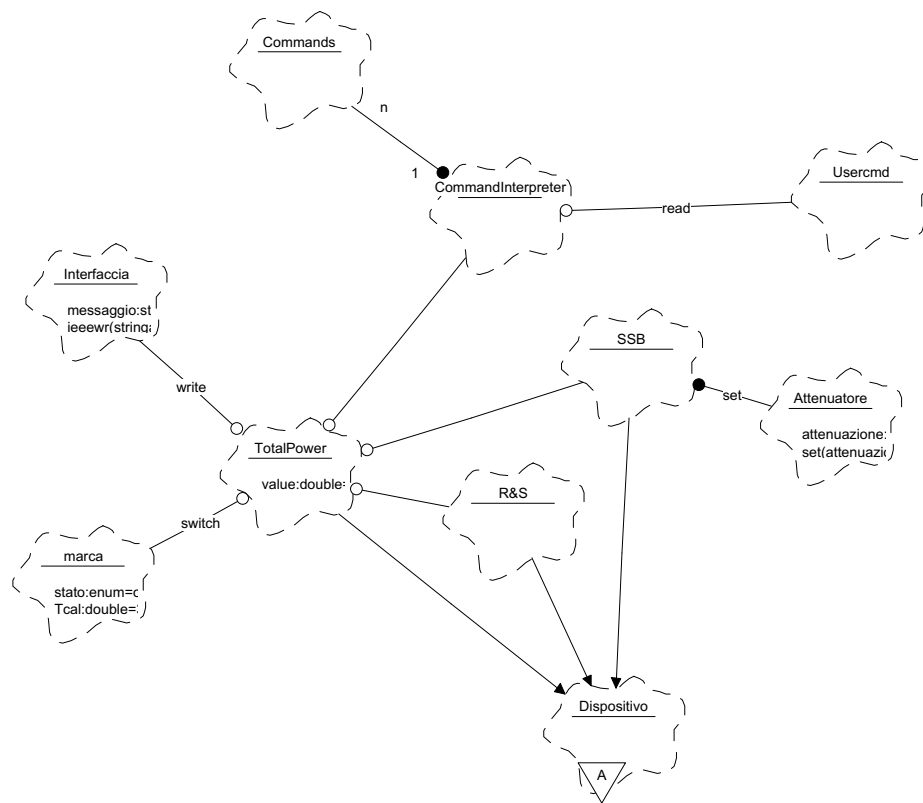 Commands
n
1
CommandInterpreter
Usercmd
read
Interfaccia
messaggio:st
ieeewr(stringa
write
SSB
set
Attenuatore
attenuazione:
set(attenuazi
TotalPower
value:double=
R&S
switch
marca
stato:enum=c
Tcal:double=
Dispositivo
A